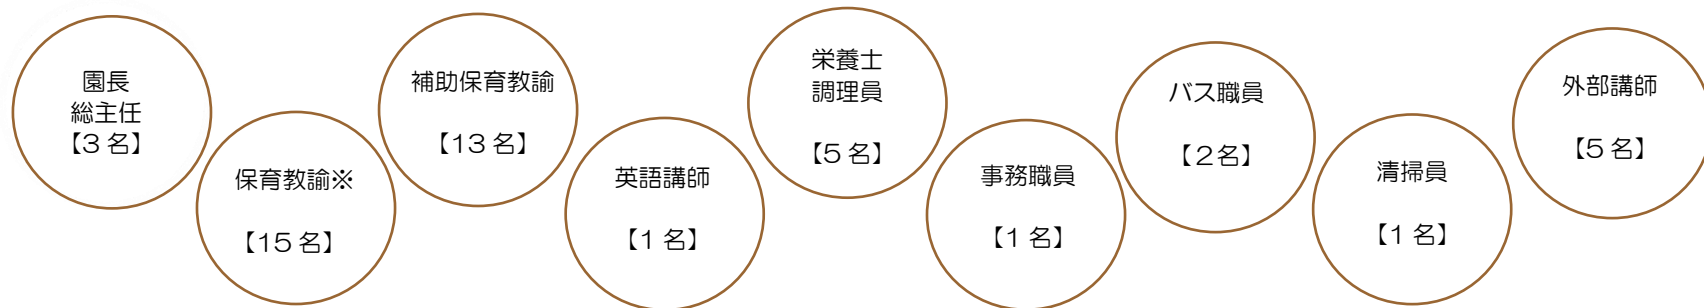 園長
総主任
【3名】
保育教諭※
【15名】
補助保育教諭
【13名】
英語講師
【1名】
栄養士
調理員
【5名】
事務職員
【1名】
バス職員
【2名】
清掃員
【1名】
外部講師
【5名】